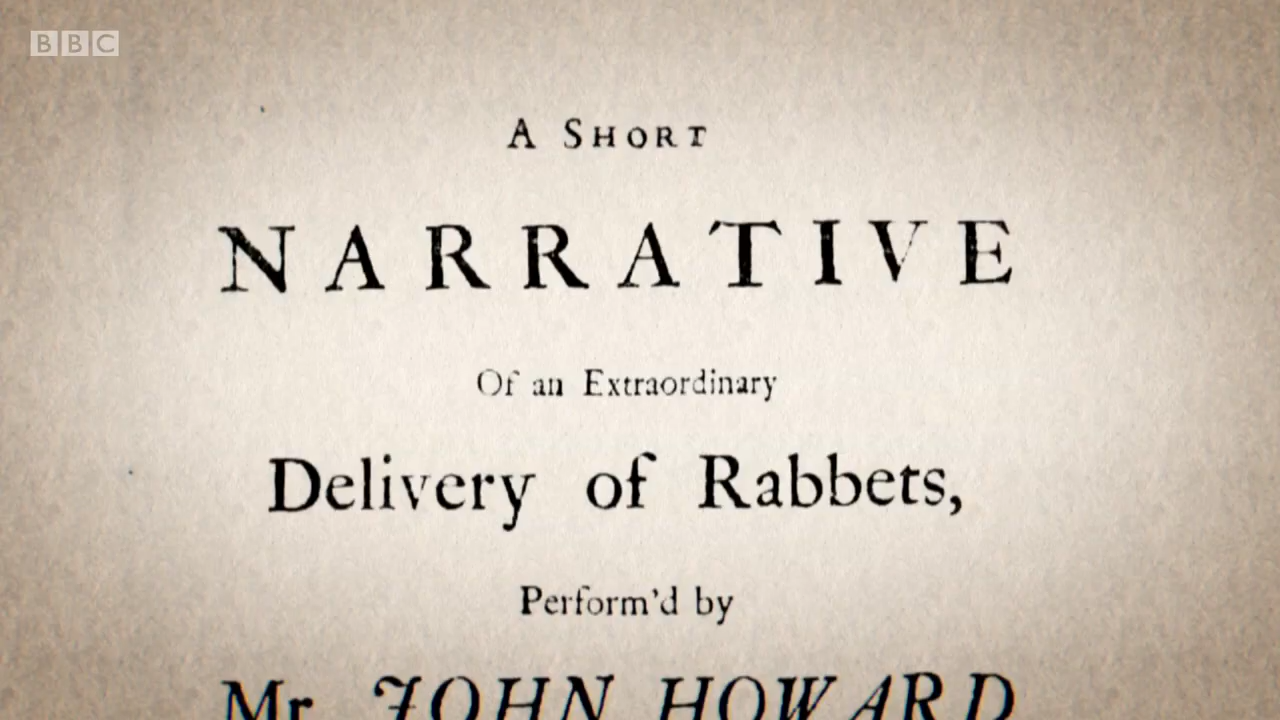 BBC
A SHORT
NARRATIVE
Of an Extraordinary
Delivery of Rabbets,
Perform'd by
Mr JOHN HOWARD